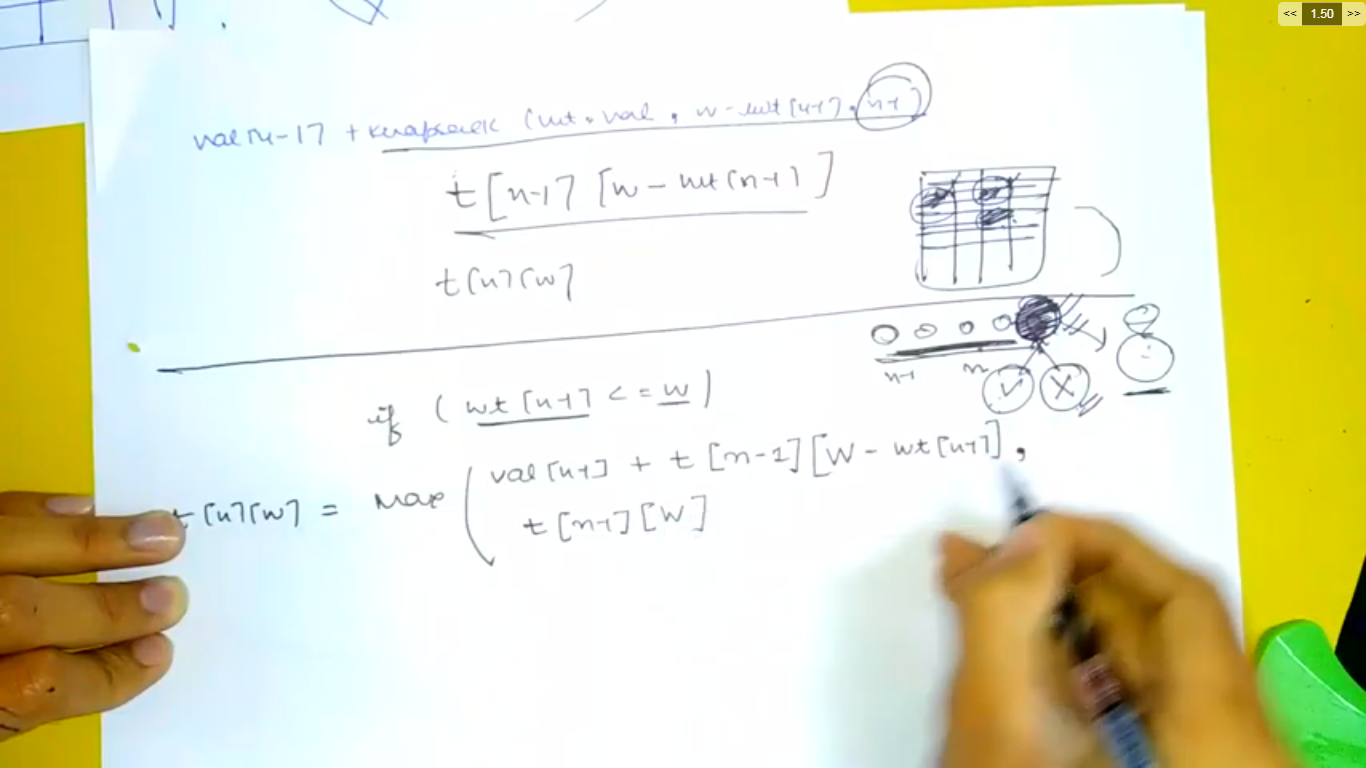 << 1.50 >>
val[n-1] + knapsack (wt, val, w-wt[n-1], n-1)
t[n-1] [w-wt[n-1]]
t[n][w]
n-1 n
if (wt[n-1] <= w)
val[n-1] + t[n-1][W-wt[n-1]],
t[n][w] = Max (
t[n-1][W]